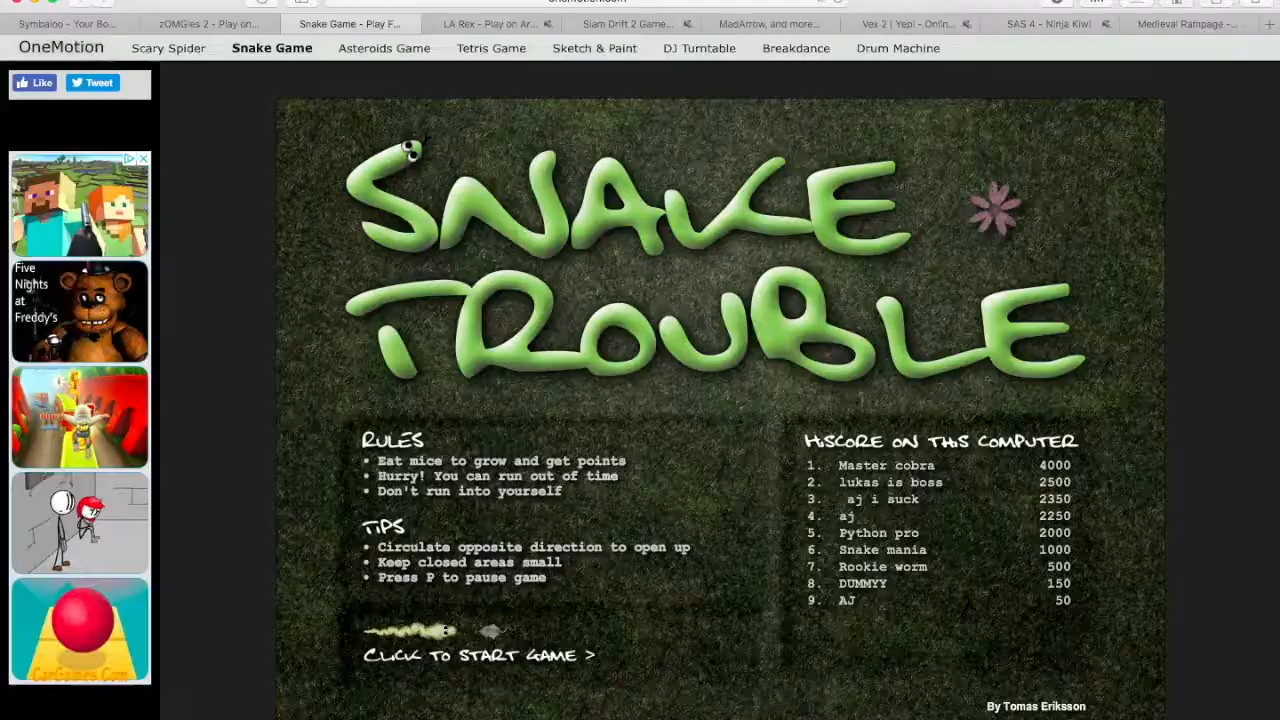 Symbaloo - Your Bo...
zOMGies 2 - Play on...
Snake Game - Play F...
LA Rex - Play on Ar...
Siam Drift 2 Game...
MadArrow, and more...
Vex 2 | Yepi - Onlin...
SAS 4 - Ninja Kiwi
Medieval Rampage -...
OneMotion
Scary Spider
Snake Game
Asteroids Game
Tetris Game
Sketch & Paint
DJ Turntable
Breakdance
Drum Machine
Like
Tweet
Five
Nights
at
Freddy's
CarGames.Com
SNAKE
TROUBLE
RULES
• Eat mice to grow and get points
• Hurry! You can run out of time
• Don't run into yourself
TIPS
• Circulate opposite direction to open up
• Keep closed areas small
• Press P to pause game
CLICK TO START GAME >
HISCORE ON THIS COMPUTER
1. Master cobra 4000
2. lukas is boss 2500
3. aj i suck 2350
4. aj 2250
5. Python pro 2000
6. Snake mania 1000
7. Rookie worm 500
8. DUMMYY 150
9. AJ 50
By Tomas Eriksson